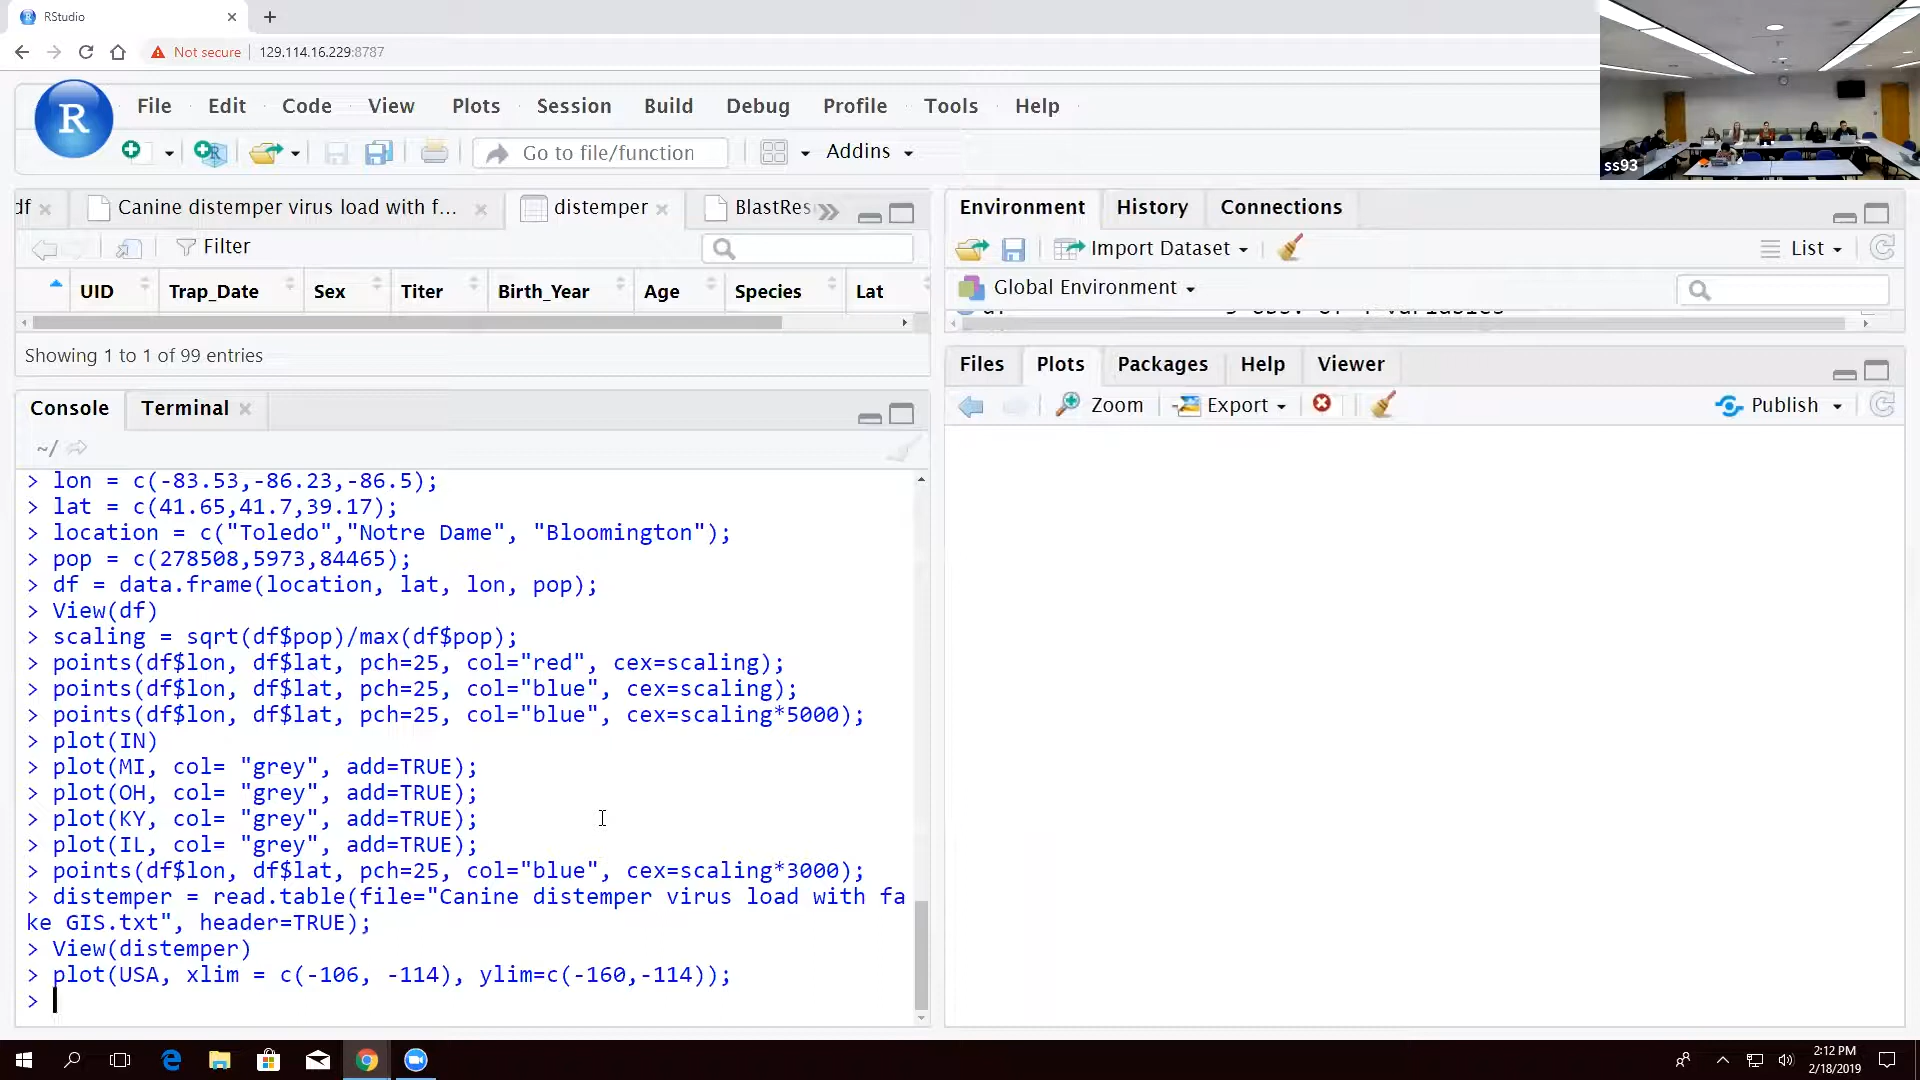 RStudio
Not secure 129.114.16.229:8787
ss93
R
File Edit Code View Plots Session Build Debug Profile Tools Help
Go to file/function Addins
df Canine distemper virus load with f... distemper BlastRes
Filter
UID Trap_Date Sex Titer Birth_Year Age Species Lat
Showing 1 to 1 of 99 entries
Console Terminal
~/
> lon = c(-83.53,-86.23,-86.5);
> lat = c(41.65,41.7,39.17);
> location = c("Toledo","Notre Dame", "Bloomington");
> pop = c(278508,5973,84465);
> df = data.frame(location, lat, lon, pop);
> View(df)
> scaling = sqrt(df$pop)/max(df$pop);
> points(df$lon, df$lat, pch=25, col="red", cex=scaling);
> points(df$lon, df$lat, pch=25, col="blue", cex=scaling);
> points(df$lon, df$lat, pch=25, col="blue", cex=scaling*5000);
> plot(IN)
> plot(MI, col= "grey", add=TRUE);
> plot(OH, col= "grey", add=TRUE);
> plot(KY, col= "grey", add=TRUE);
> plot(IL, col= "grey", add=TRUE);
> points(df$lon, df$lat, pch=25, col="blue", cex=scaling*3000);
> distemper = read.table(file="Canine distemper virus load with fa
ke GIS.txt", header=TRUE);
> View(distemper)
> plot(USA, xlim = c(-106, -114), ylim=c(-160,-114));
>
Environment History Connections
Import Dataset List
Global Environment
Files Plots Packages Help Viewer
Zoom Export Publish
2:12 PM
2/18/2019